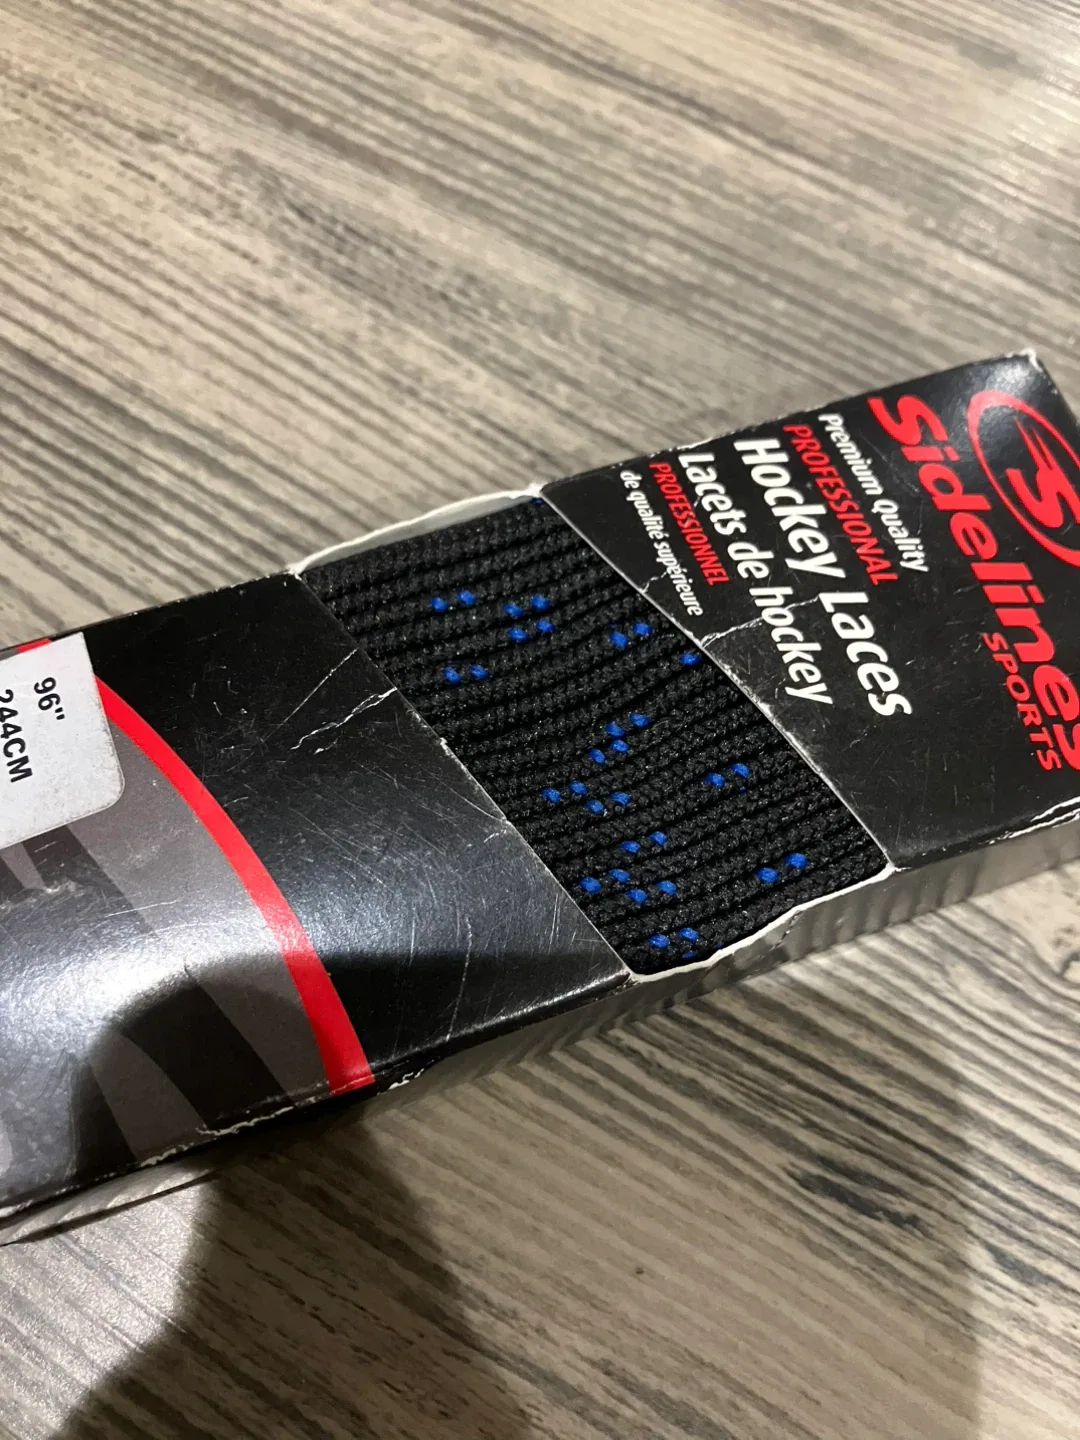 Sidelines
SPORTS
Premium Quality
PROFESSIONAL
Hockey Laces
Lacets de hockey
PROFESSIONNEL
de qualité supérieure
96"
244CM